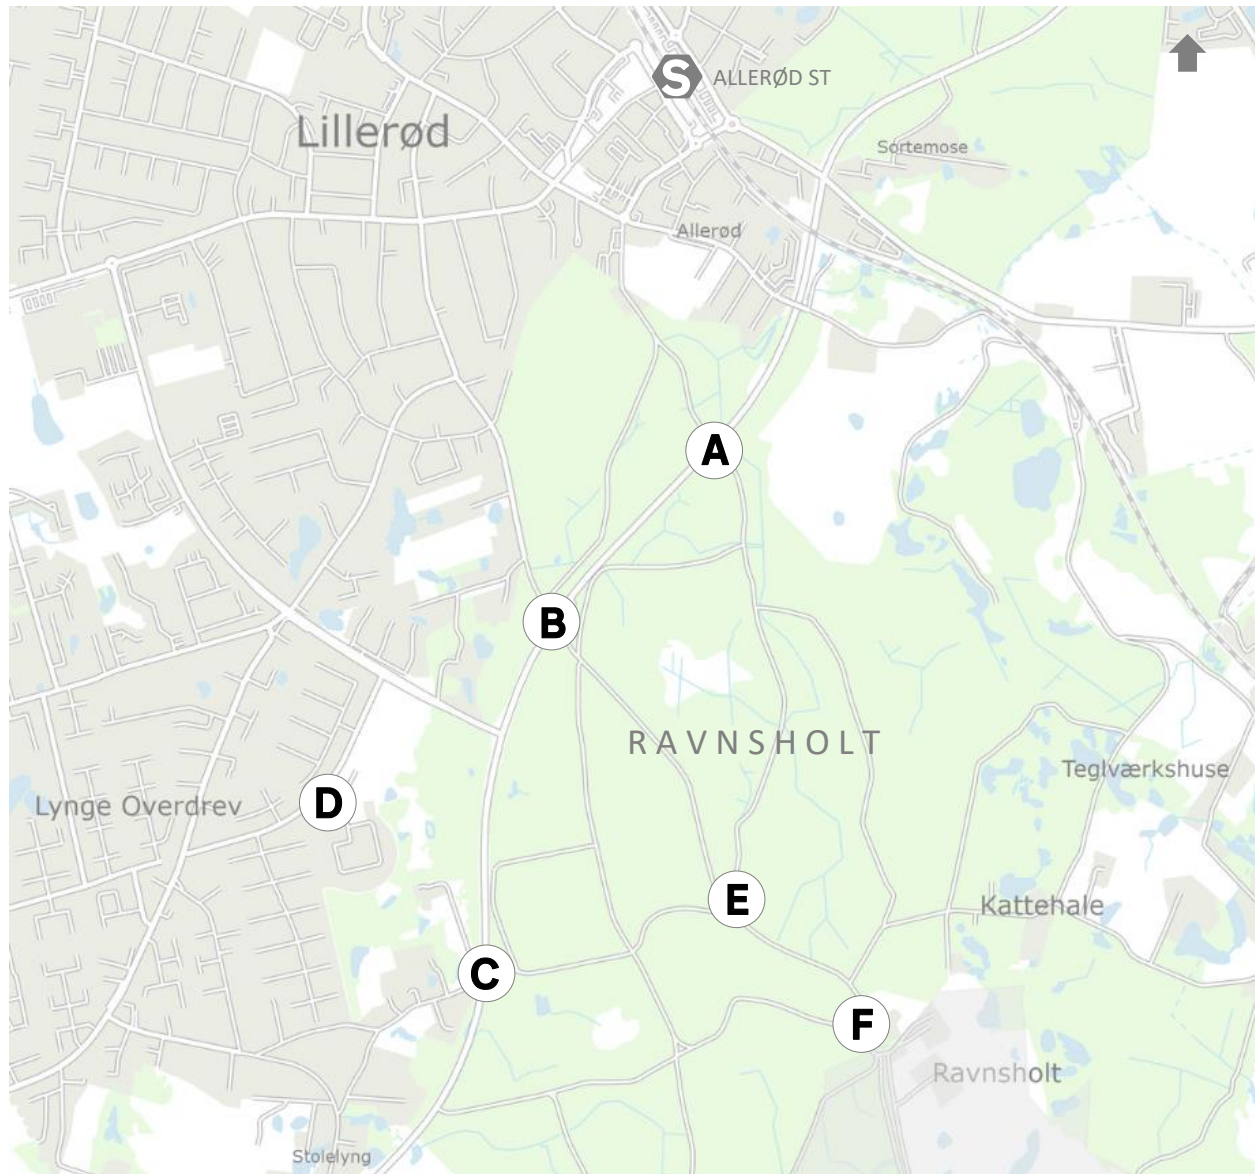 S
ALLERØD ST
Lillerød
Sortemose
Allerød
A
B
RAVNSHOLT
Teglværkshuse
D
Lynge Overdrev
E
Kattehale
C
F
Ravnsholt
Stolelyng